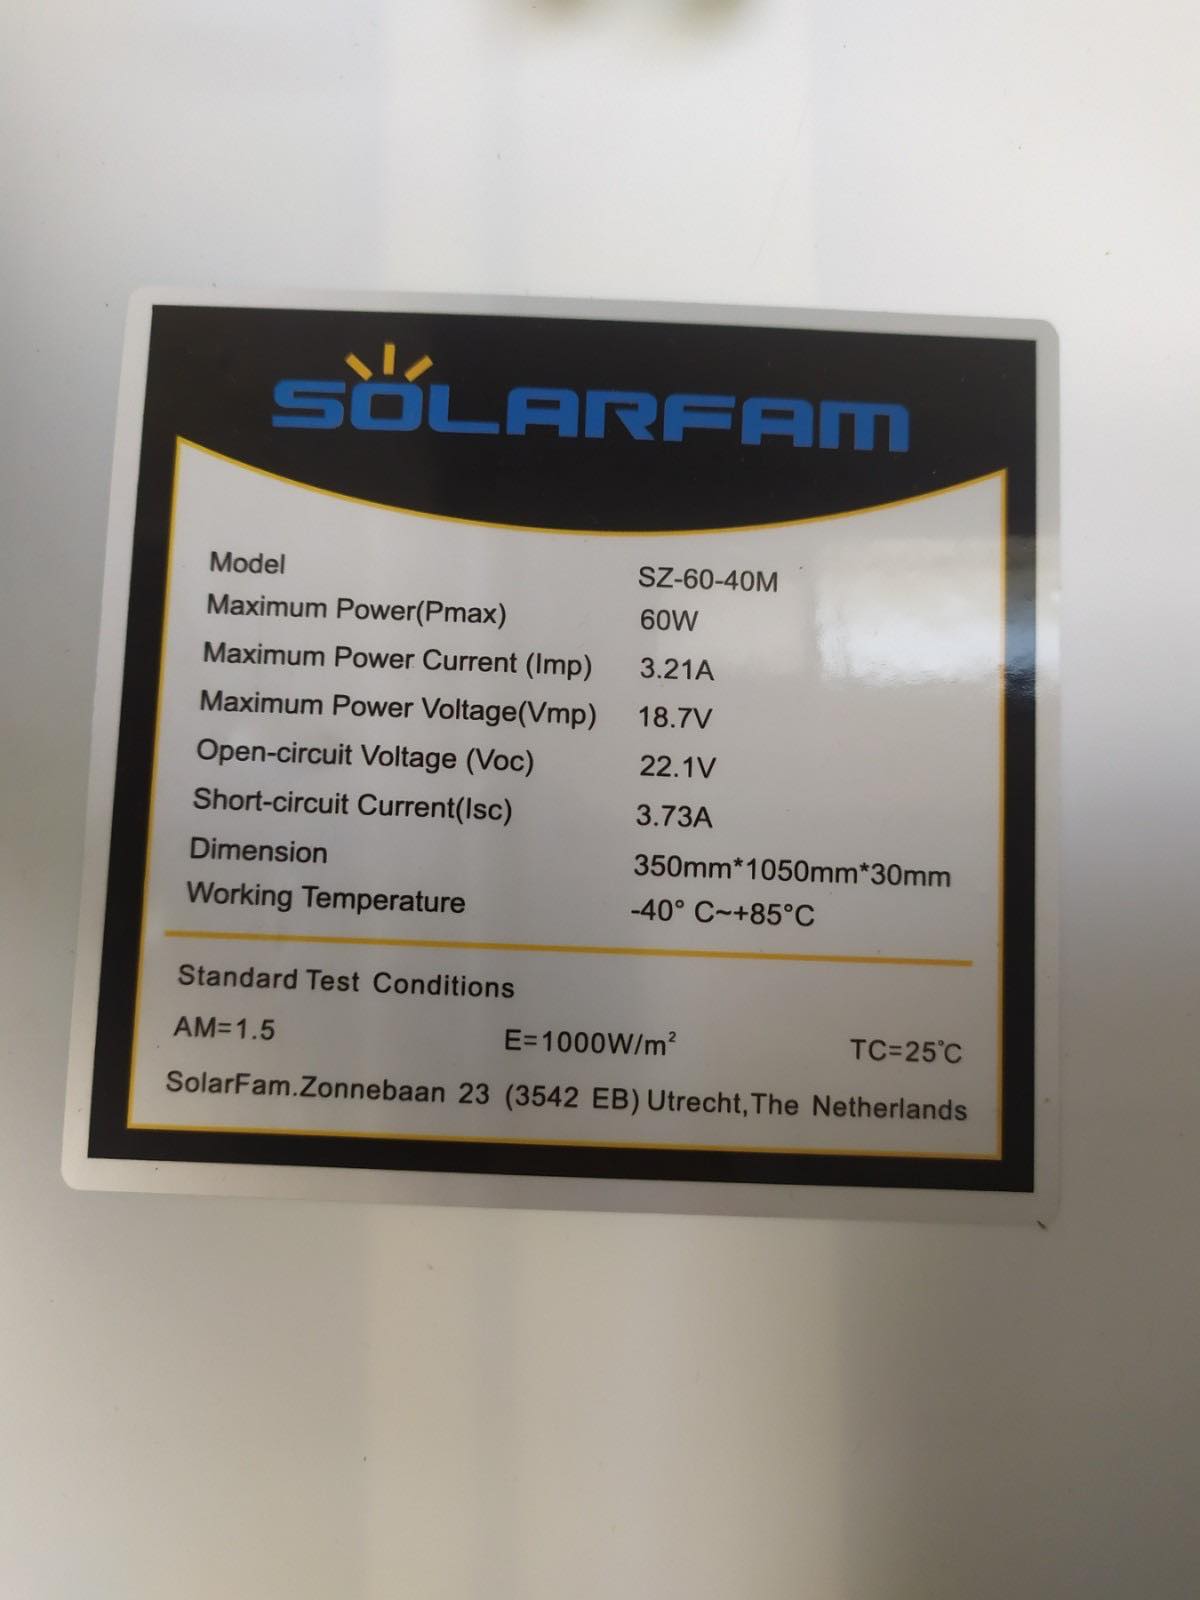 SOLARFAM
Model SZ-60-40M
Maximum Power(Pmax) 60W
Maximum Power Current (Imp) 3.21A
Maximum Power Voltage(Vmp) 18.7V
Open-circuit Voltage (Voc) 22.1V
Short-circuit Current(Isc) 3.73A
Dimension 350mm*1050mm*30mm
Working Temperature -40° C~+85°C
Standard Test Conditions
AM=1.5 E=1000W/m² TC=25°C
SolarFam.Zonnebaan 23 (3542 EB) Utrecht,The Netherlands